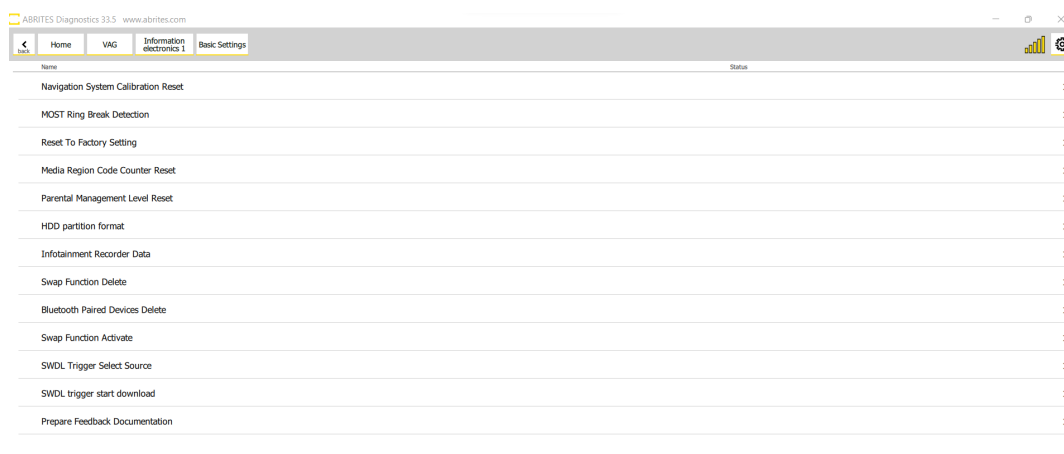 ABRITES Diagnostics 33.5 www.abrites.com
back
Home
VAG
Information
electronics 1
Basic Settings
Name Status
Navigation System Calibration Reset
MOST Ring Break Detection
Reset To Factory Setting
Media Region Code Counter Reset
Parental Management Level Reset
HDD partition format
Infotainment Recorder Data
Swap Function Delete
Bluetooth Paired Devices Delete
Swap Function Activate
SWDL Trigger Select Source
SWDL trigger start download
Prepare Feedback Documentation